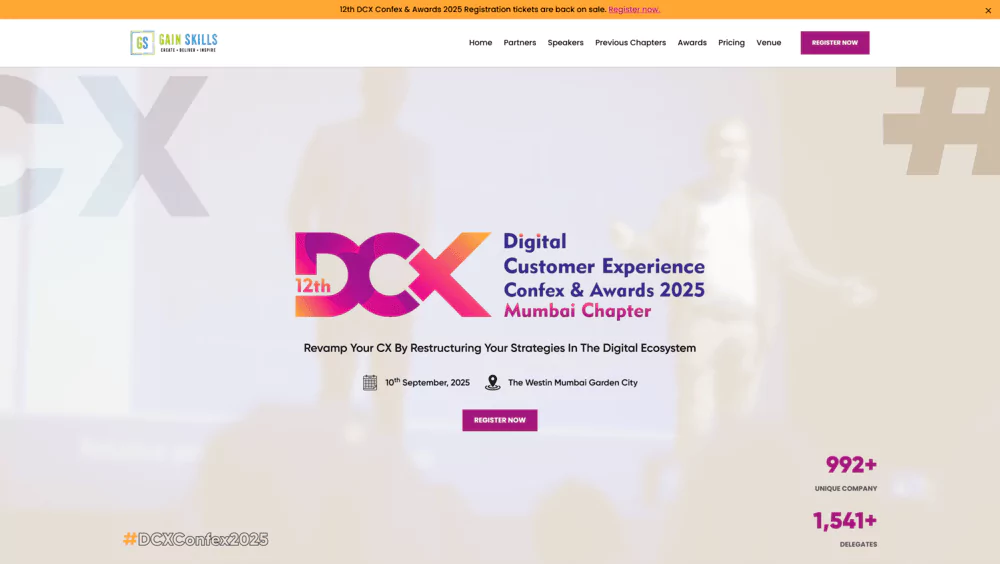 12th DCX Confex & Awards 2025 Registration tickets are back on sale. Register now.
×
GS GAIN SKILLS
CREATE • DELIVER • INSPIRE
Home Partners Speakers Previous Chapters Awards Pricing Venue REGISTER NOW
CX
#
12th DCX
Digital
Customer Experience
Confex & Awards 2025
Mumbai Chapter
Revamp Your CX By Restructuring Your Strategies In The Digital Ecosystem
10th September, 2025 The Westin Mumbai Garden City
REGISTER NOW
992+
UNIQUE COMPANY
1,541+
DELEGATES
#DCXConfex2025